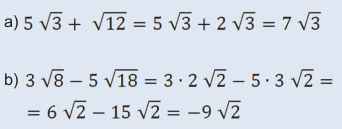 a) 5 √3 + √12 = 5 √3 + 2 √3 = 7 √3
b) 3 √8 − 5 √18 = 3 · 2 √2 − 5 · 3 √2 =
= 6 √2 − 15 √2 = −9 √2